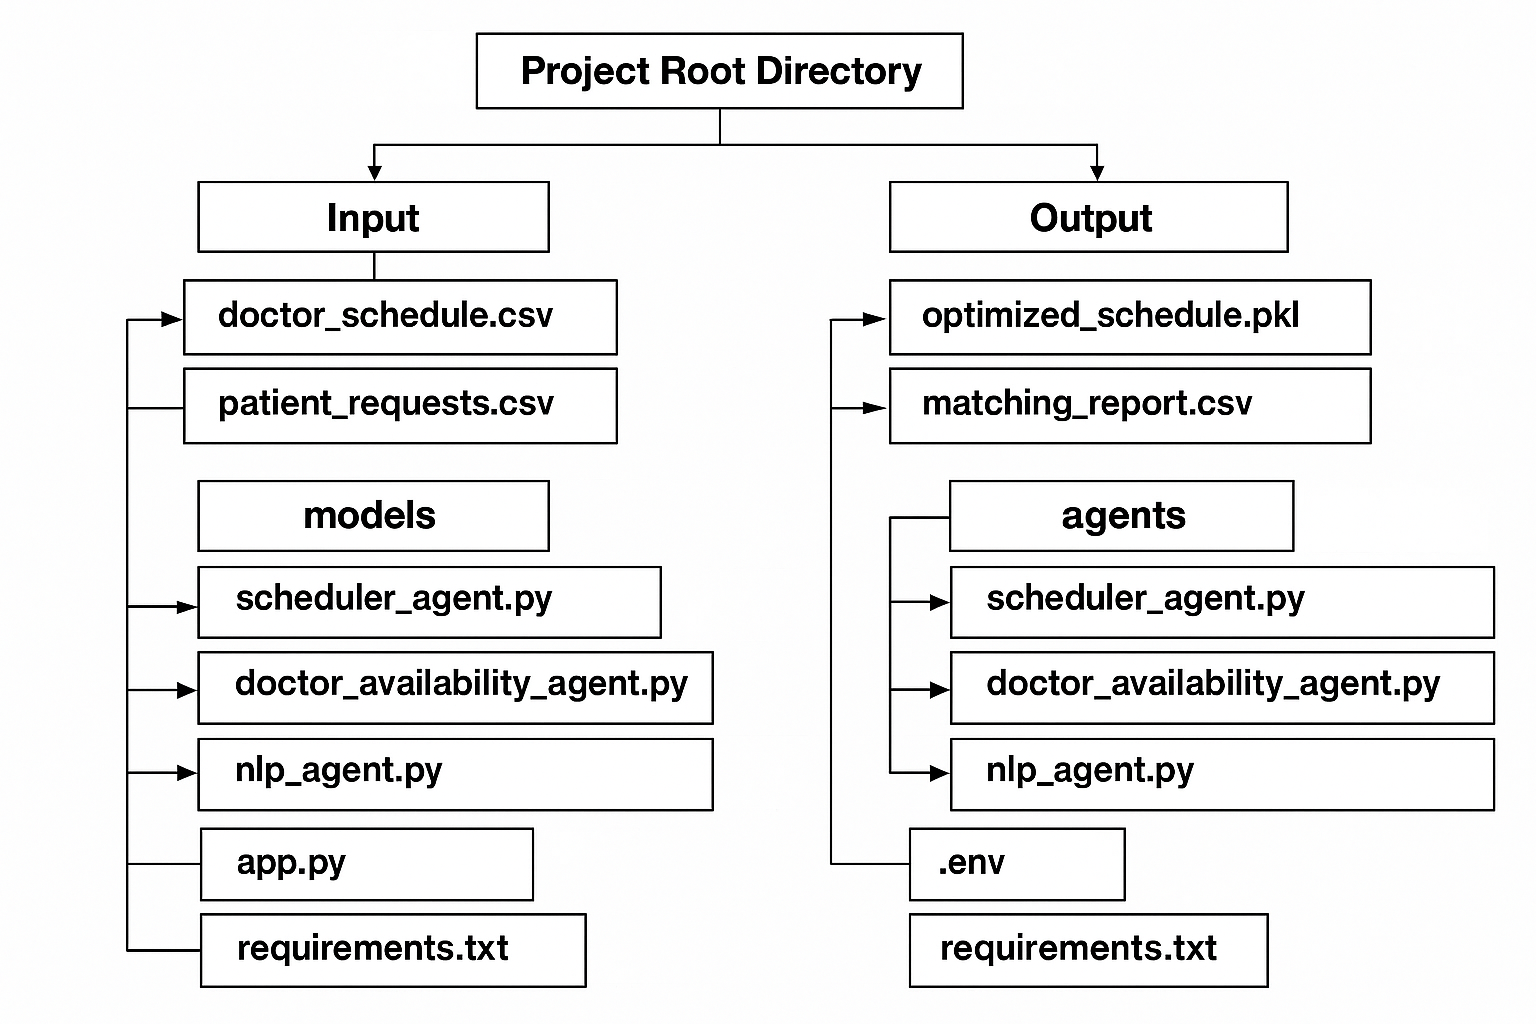 Project Root Directory
Input
doctor_schedule.csv
patient_requests.csv
models
scheduler_agent.py
doctor_availability_agent.py
nlp_agent.py
app.py
requirements.txt
Output
optimized_schedule.pkl
matching_report.csv
agents
scheduler_agent.py
doctor_availability_agent.py
nlp_agent.py
.env
requirements.txt